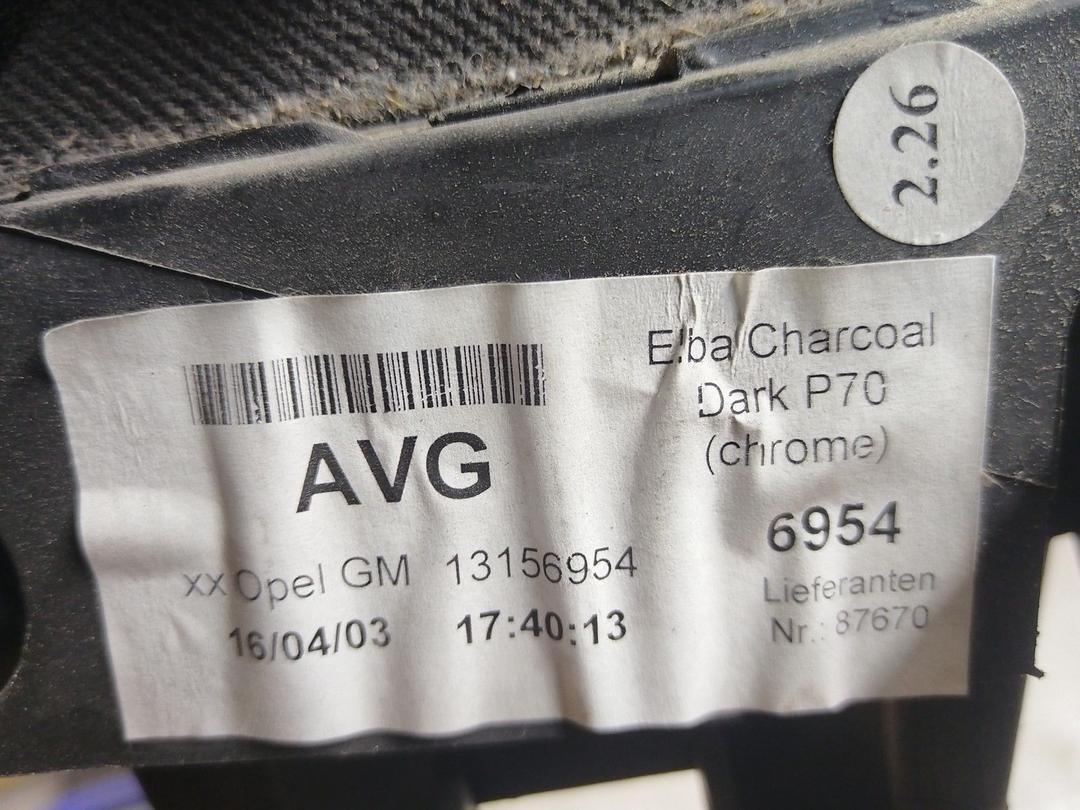 2.26
Elba Charcoal
Dark P70
(chrome)
AVG
6954
xx Opel GM 13156954
Lieferanten
Nr.: 87670
16/04/03 17:40:13